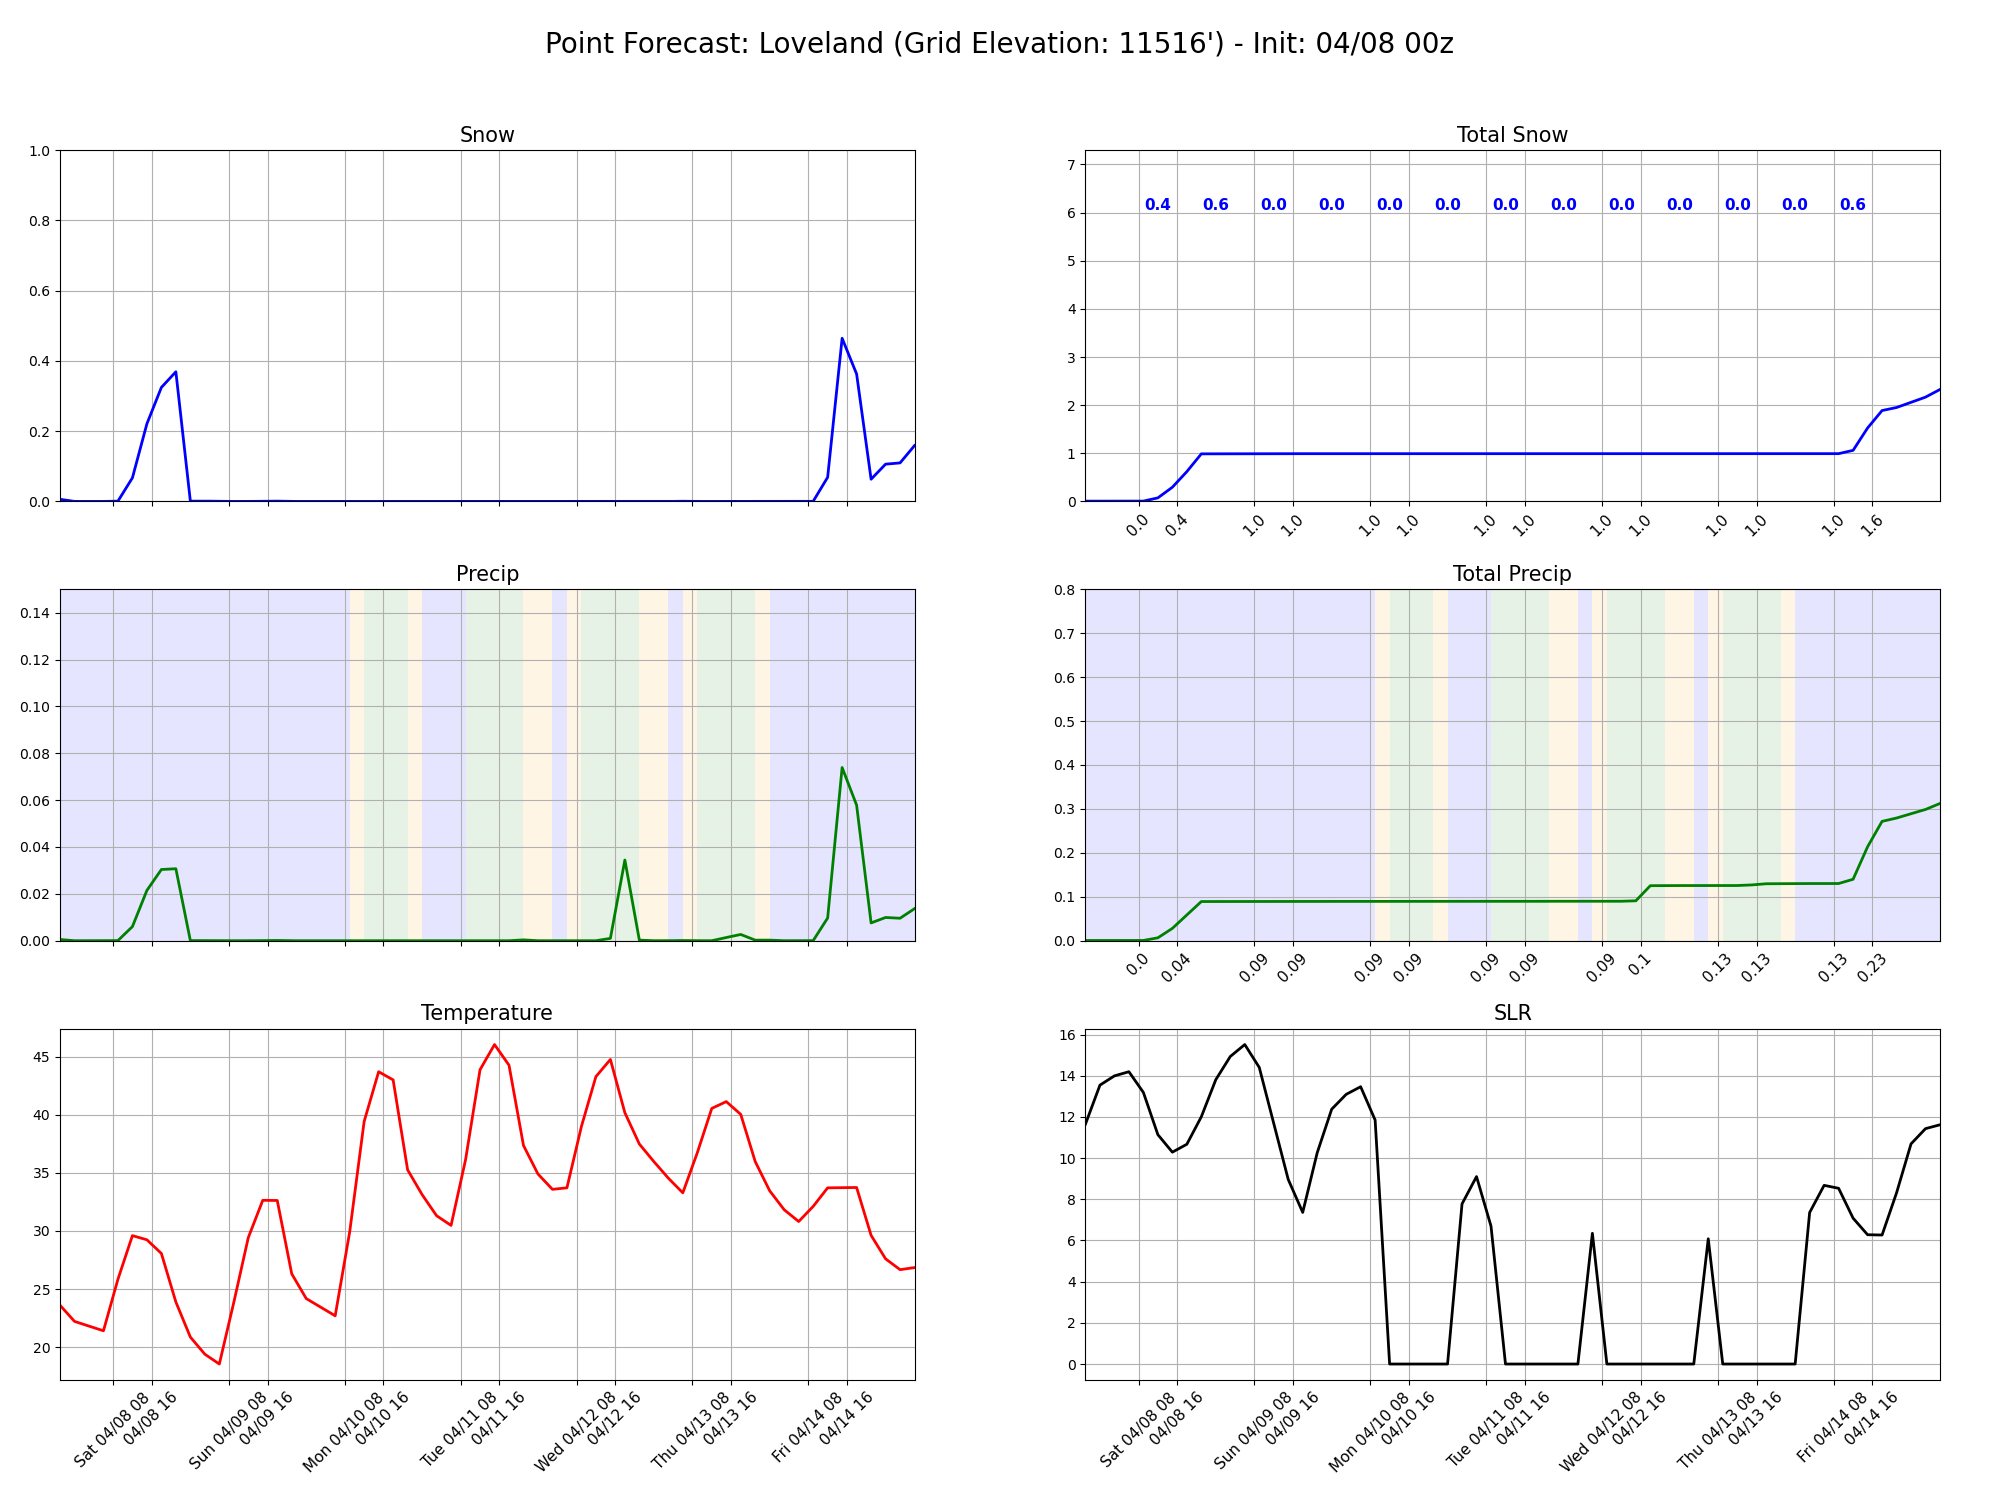 Point Forecast: Loveland (Grid Elevation: 11516') - Init: 04/08 00z
Snow
1.0
0.8
0.6
0.4
0.2
0.0
Total Snow
7
6
5
4
3
2
1
0
0.4 0.6 0.0 0.0 0.0 0.0 0.0 0.0 0.0 0.0 0.0 0.0 0.6
0.0 0.4 1.0 1.0 1.0 1.0 1.0 1.0 1.0 1.0 1.0 1.0 1.0 1.6
Precip
0.14
0.12
0.10
0.08
0.06
0.04
0.02
0.00
Total Precip
0.8
0.7
0.6
0.5
0.4
0.3
0.2
0.1
0.0
0.0 0.04 0.09 0.09 0.09 0.09 0.09 0.09 0.09 0.1 0.13 0.13 0.13 0.23
Temperature
45
40
35
30
25
20
Sat 04/08 08
04/08 16
Sun 04/09 08
04/09 16
Mon 04/10 08
04/10 16
Tue 04/11 08
04/11 16
Wed 04/12 08
04/12 16
Thu 04/13 08
04/13 16
Fri 04/14 08
04/14 16
SLR
16
14
12
10
8
6
4
2
0
Sat 04/08 08
04/08 16
Sun 04/09 08
04/09 16
Mon 04/10 08
04/10 16
Tue 04/11 08
04/11 16
Wed 04/12 08
04/12 16
Thu 04/13 08
04/13 16
Fri 04/14 08
04/14 16